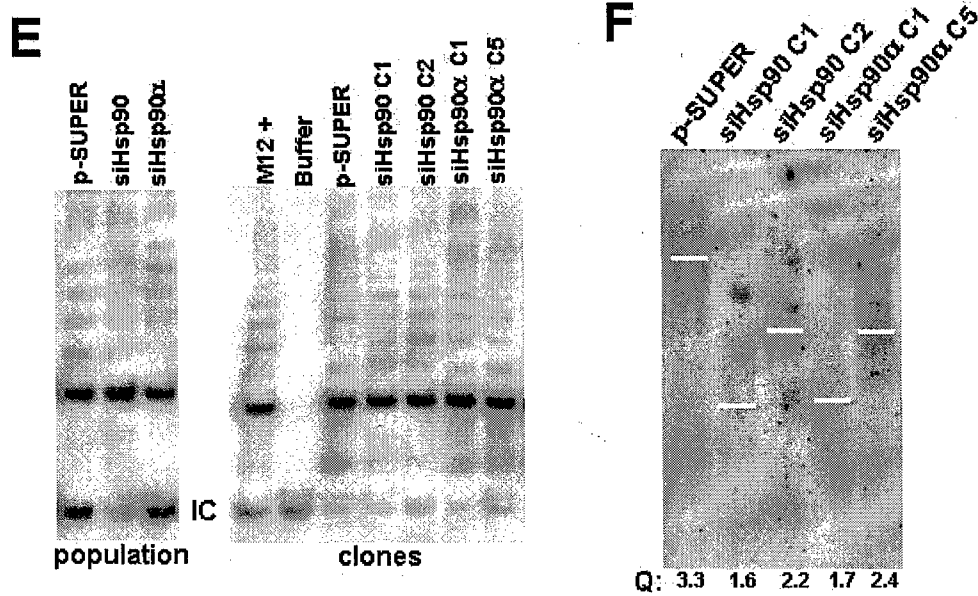 E
p-SUPER
siHsp90
siHsp90α
M12 +
Buffer
p-SUPER
siHsp90 C1
siHsp90 C2
siHsp90α C1
siHsp90α C5
IC
population
clones
F
p-SUPER
siHsp90 C1
siHsp90 C2
siHsp90α C1
siHsp90α C5
Q: 3.3 1.6 2.2 1.7 2.4